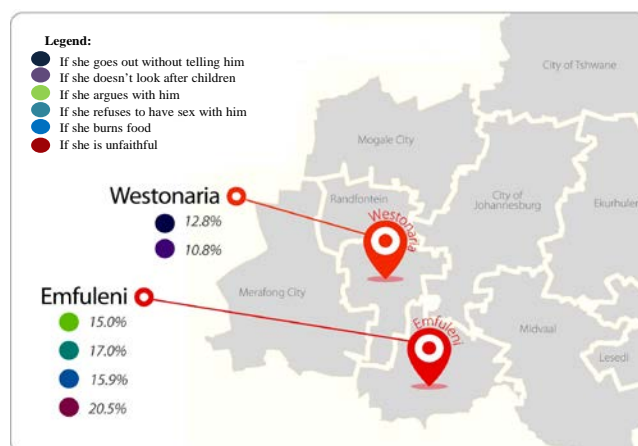 Legend:
If she goes out without telling him
If she doesn't look after children
If she argues with him
If she refuses to have sex with him
If she burns food
If she is unfaithful
City of Tshwane
Mogale City
Westonaria
12.8%
10.8%
Randfontein
Westonaria
City of
Johannesburg
Ekurhulen
Emfuleni
15.0%
17.0%
15.9%
20.5%
Merafong City
Emfuleni
Midvaal
Lesedi